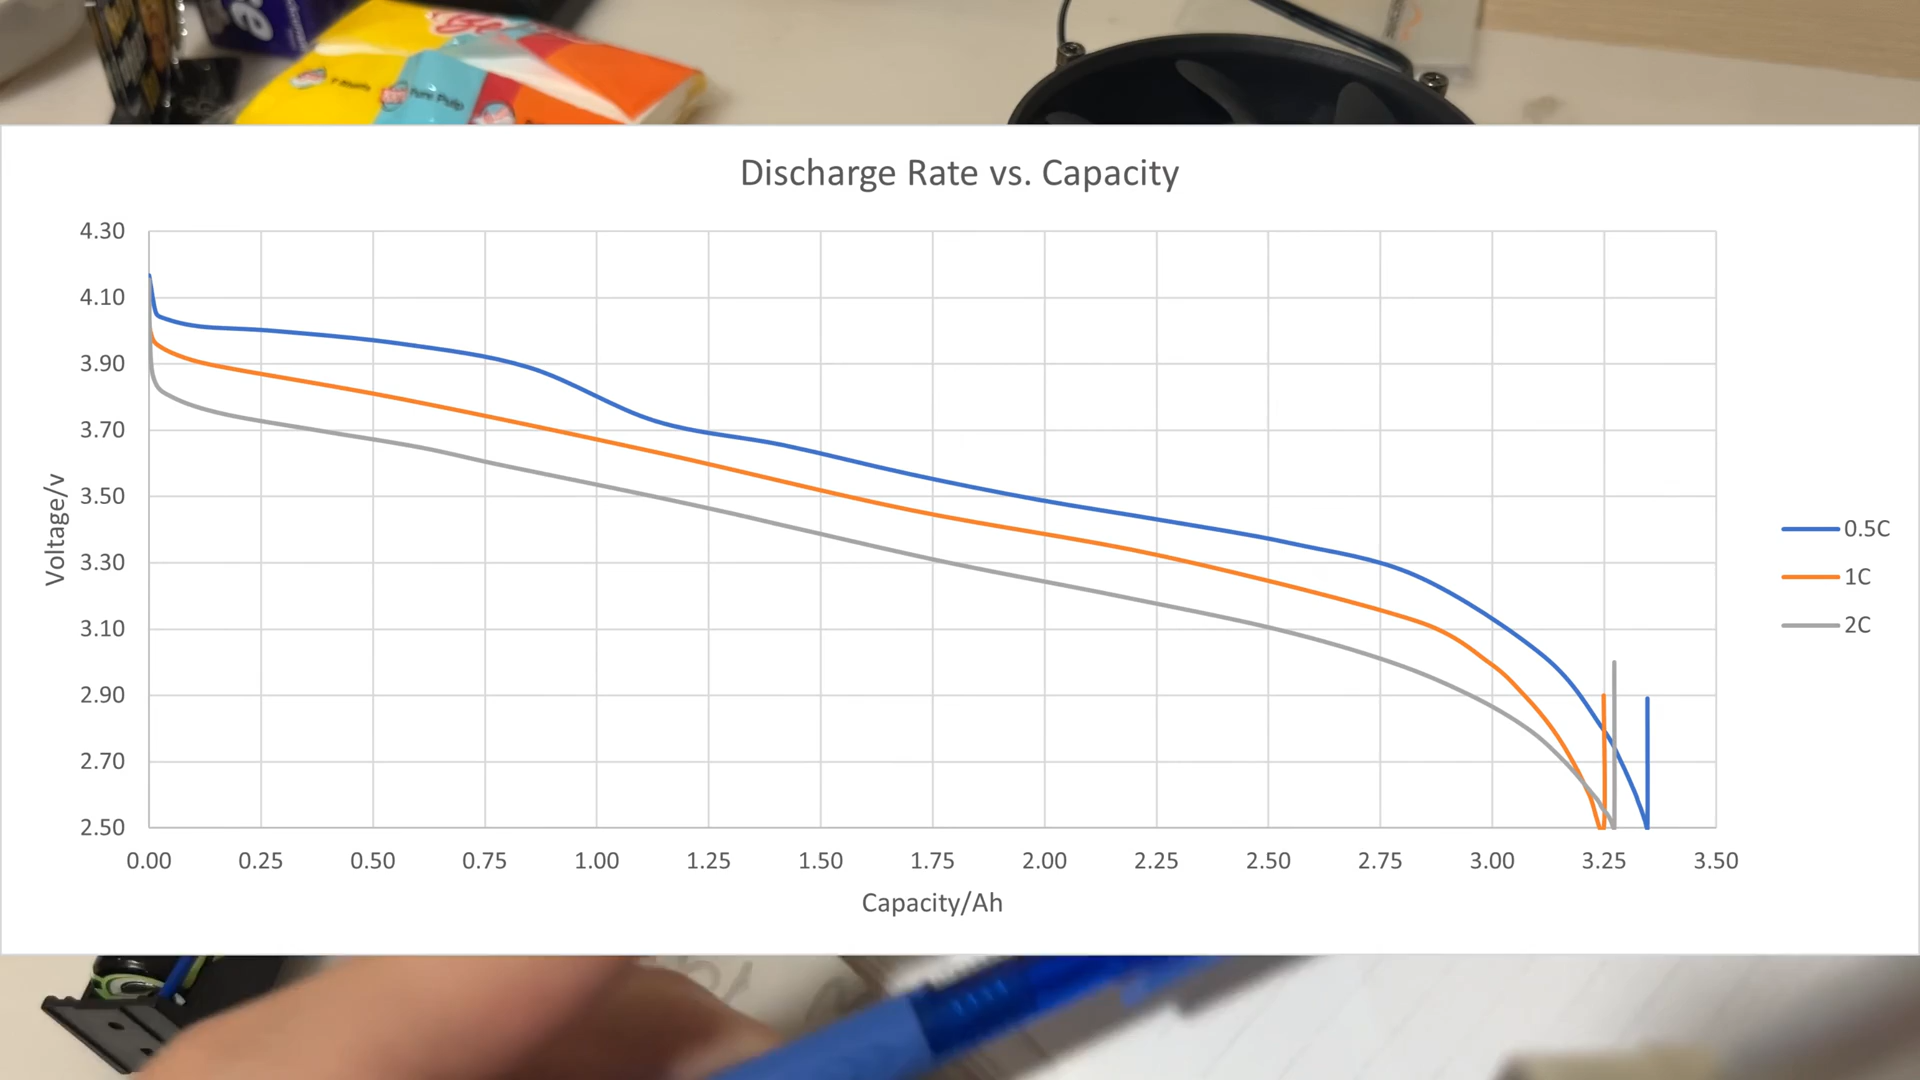 Pure Pulp
Discharge Rate vs. Capacity
4.30
4.10
3.90
3.70
3.50
3.30
3.10
2.90
2.70
2.50
Voltage/v
0.00 0.25 0.50 0.75 1.00 1.25 1.50 1.75 2.00 2.25 2.50 2.75 3.00 3.25 3.50
Capacity/Ah
0.5C
1C
2C